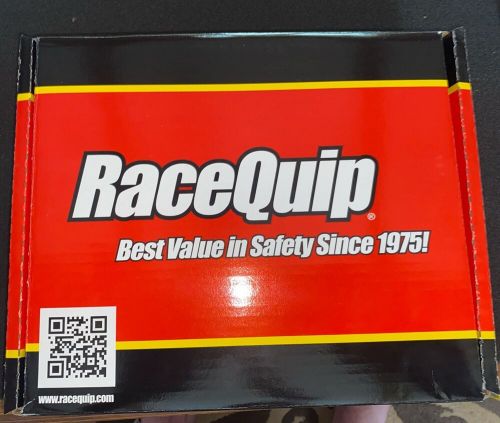 RaceQuip®
Best Value in Safety Since 1975!
www.racequip.com